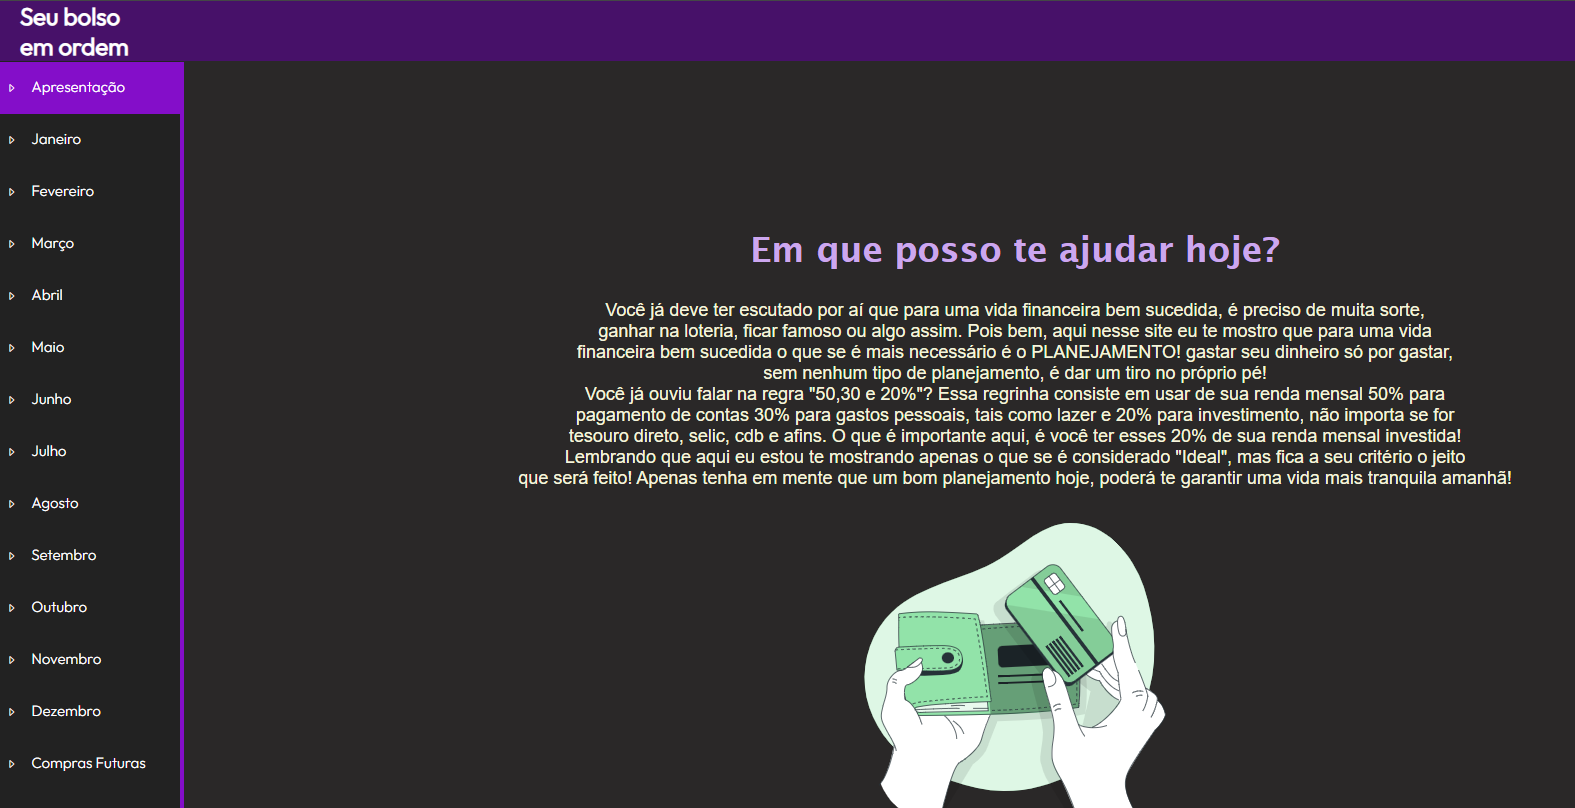 Seu bolso
em ordem
Apresentação
Janeiro
Fevereiro
Março
Abril
Maio
Junho
Julho
Agosto
Setembro
Outubro
Novembro
Dezembro
Compras Futuras
Em que posso te ajudar hoje?
Você já deve ter escutado por aí que para uma vida financeira bem sucedida, é preciso de muita sorte,
ganhar na loteria, ficar famoso ou algo assim. Pois bem, aqui nesse site eu te mostro que para uma vida
financeira bem sucedida o que se é mais necessário é o PLANEJAMENTO! gastar seu dinheiro só por gastar,
sem nenhum tipo de planejamento, é dar um tiro no próprio pé!
Você já ouviu falar na regra "50,30 e 20%"? Essa regrinha consiste em usar de sua renda mensal 50% para
pagamento de contas 30% para gastos pessoais, tais como lazer e 20% para investimento, não importa se for
tesouro direto, selic, cdb e afins. O que é importante aqui, é você ter esses 20% de sua renda mensal investida!
Lembrando que aqui eu estou te mostrando apenas o que se é considerado "Ideal", mas fica a seu critério o jeito
que será feito! Apenas tenha em mente que um bom planejamento hoje, poderá te garantir uma vida mais tranquila amanhã!